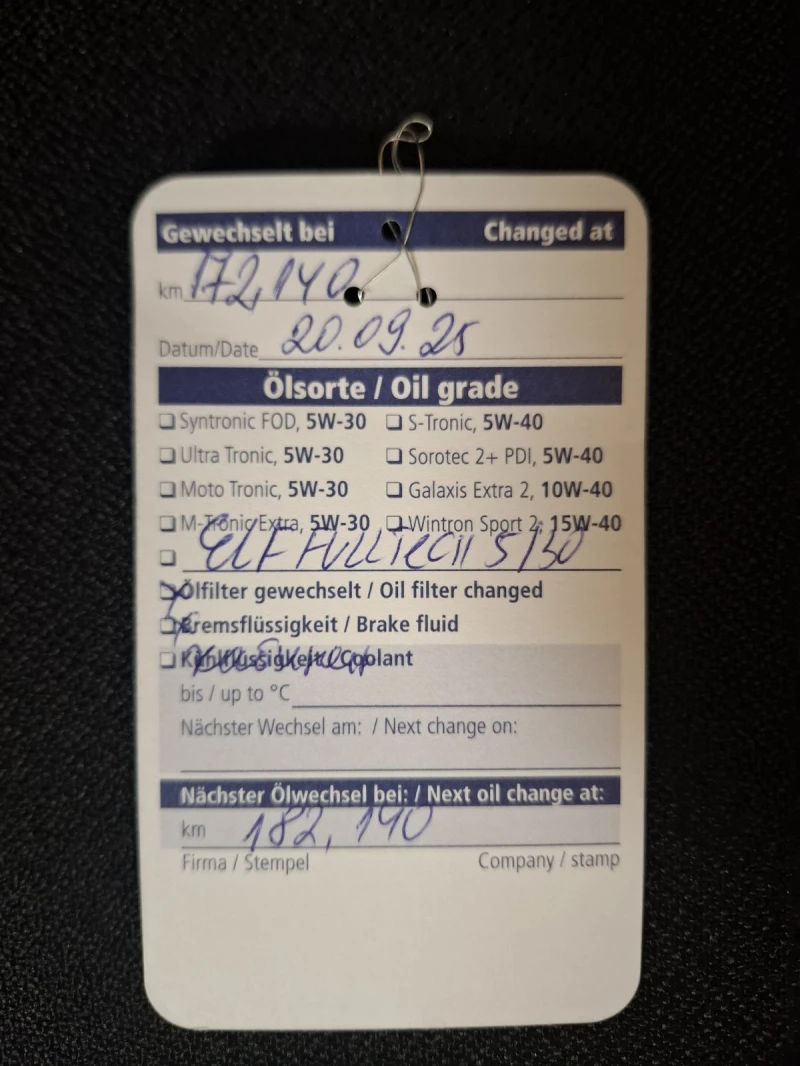 Gewechselt bei Changed at
km 172,140
Datum/Date 20.09.25
Ölsorte / Oil grade
❑ Syntronic FOD, 5W-30 ❑ S-Tronic, 5W-40
❑ Ultra Tronic, 5W-30 ❑ Sorotec 2+ PDI, 5W-40
❑ Moto Tronic, 5W-30 ❑ Galaxis Extra 2, 10W-40
❑ M-Tronic Extra, 5W-30 ❑ Wintron Sport 2, 15W-40
❑ ELF FULLTECH 5/30
❑ Ölfilter gewechselt / Oil filter changed
❑ Bremsflüssigkeit / Brake fluid
❑ Kühlflüssigkeit / Coolant
bis / up to °C
Nächster Wechsel am: / Next change on:
Nächster Ölwechsel bei: / Next oil change at:
km 182,140
Firma / Stempel Company / stamp